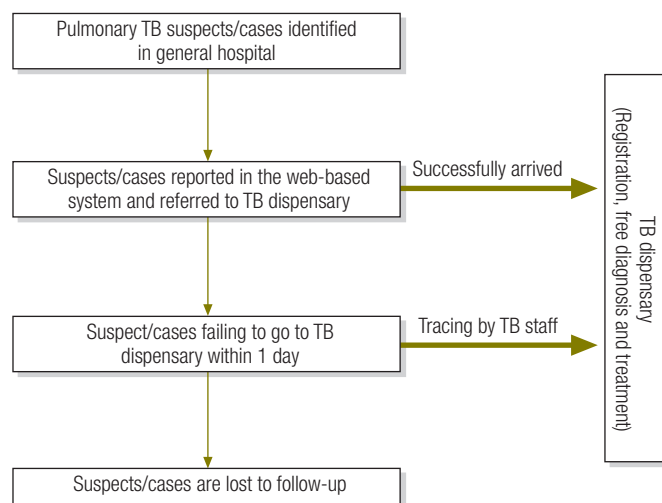 Pulmonary TB suspects/cases identified
in general hospital
Suspects/cases reported in the web-based
system and referred to TB dispensary
Successfully arrived
Suspect/cases failing to go to TB
dispensary within 1 day
Tracing by TB staff
Suspects/cases are lost to follow-up
TB dispensary
(Registration, free diagnosis and treatment)